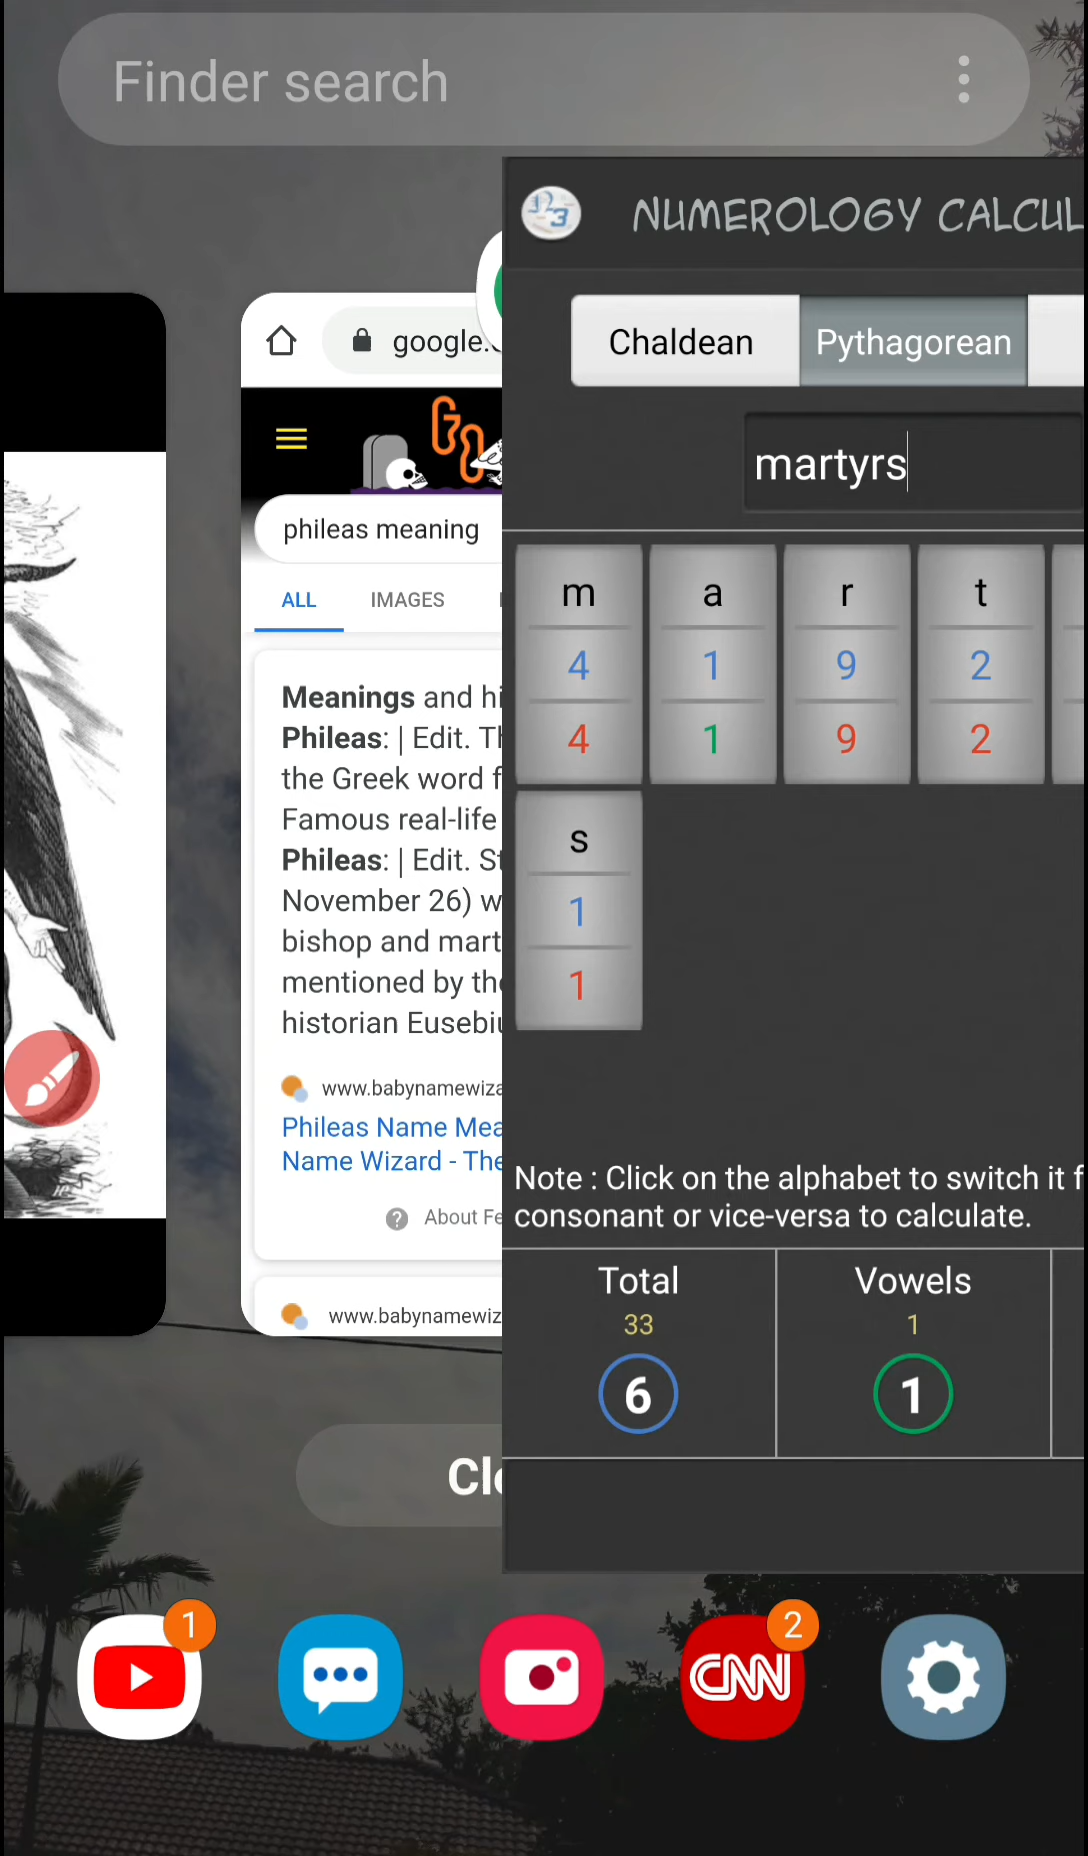 Finder search
NUMEROLOGY CALCUL
Chaldean
Pythagorean
martyrs
m
a
r
t
4
1
9
2
4
1
9
2
s
1
1
Note : Click on the alphabet to switch it f
consonant or vice-versa to calculate.
Total
Vowels
33
1
6
1
google.
phileas meaning
ALL
IMAGES
Meanings and hi
Phileas: | Edit. Th
the Greek word f
Famous real-life
Phileas: | Edit. St
November 26) w
bishop and mart
mentioned by the
historian Eusebiu
www.babynamewiza
Phileas Name Mea
Name Wizard - The
About Fe
www.babynamewiz
Clo
1
CNN
2